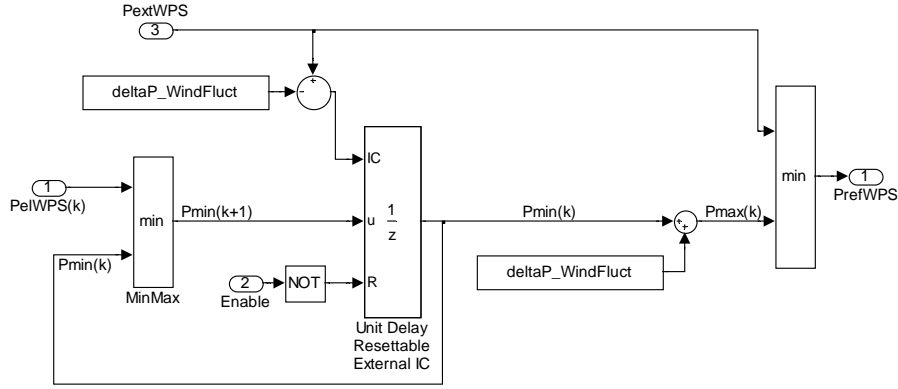 PextWPS
3
+
deltaP_WindFluct
-
IC
1
PelWPS(k)
min
Pmin(k+1)
u
1
z
Pmin(k)
+
+
Pmax(k)
min
1
PrefWPS
Pmin(k)
MinMax
2
Enable
NOT
R
deltaP_WindFluct
Unit Delay
Resettable
External IC